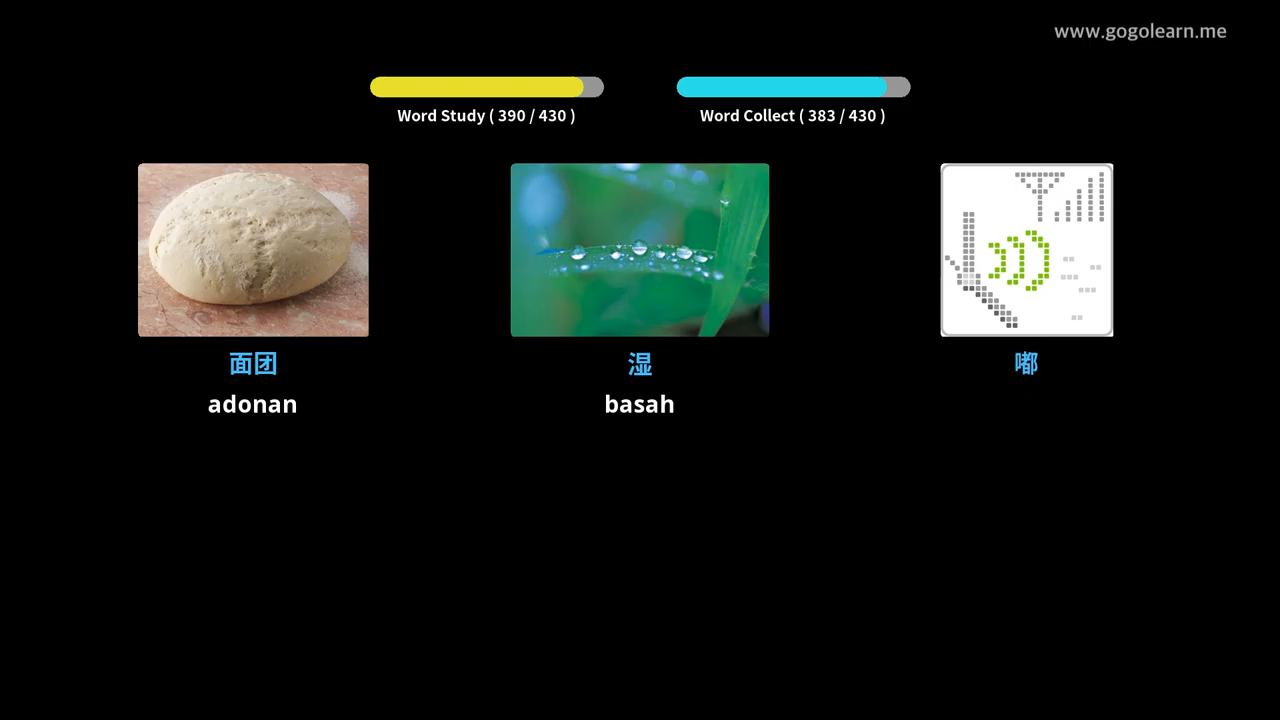 www.gogolearn.me
Word Study ( 390 / 430 )
Word Collect ( 383 / 430 )
面团
湿
嘟
adonan
basah